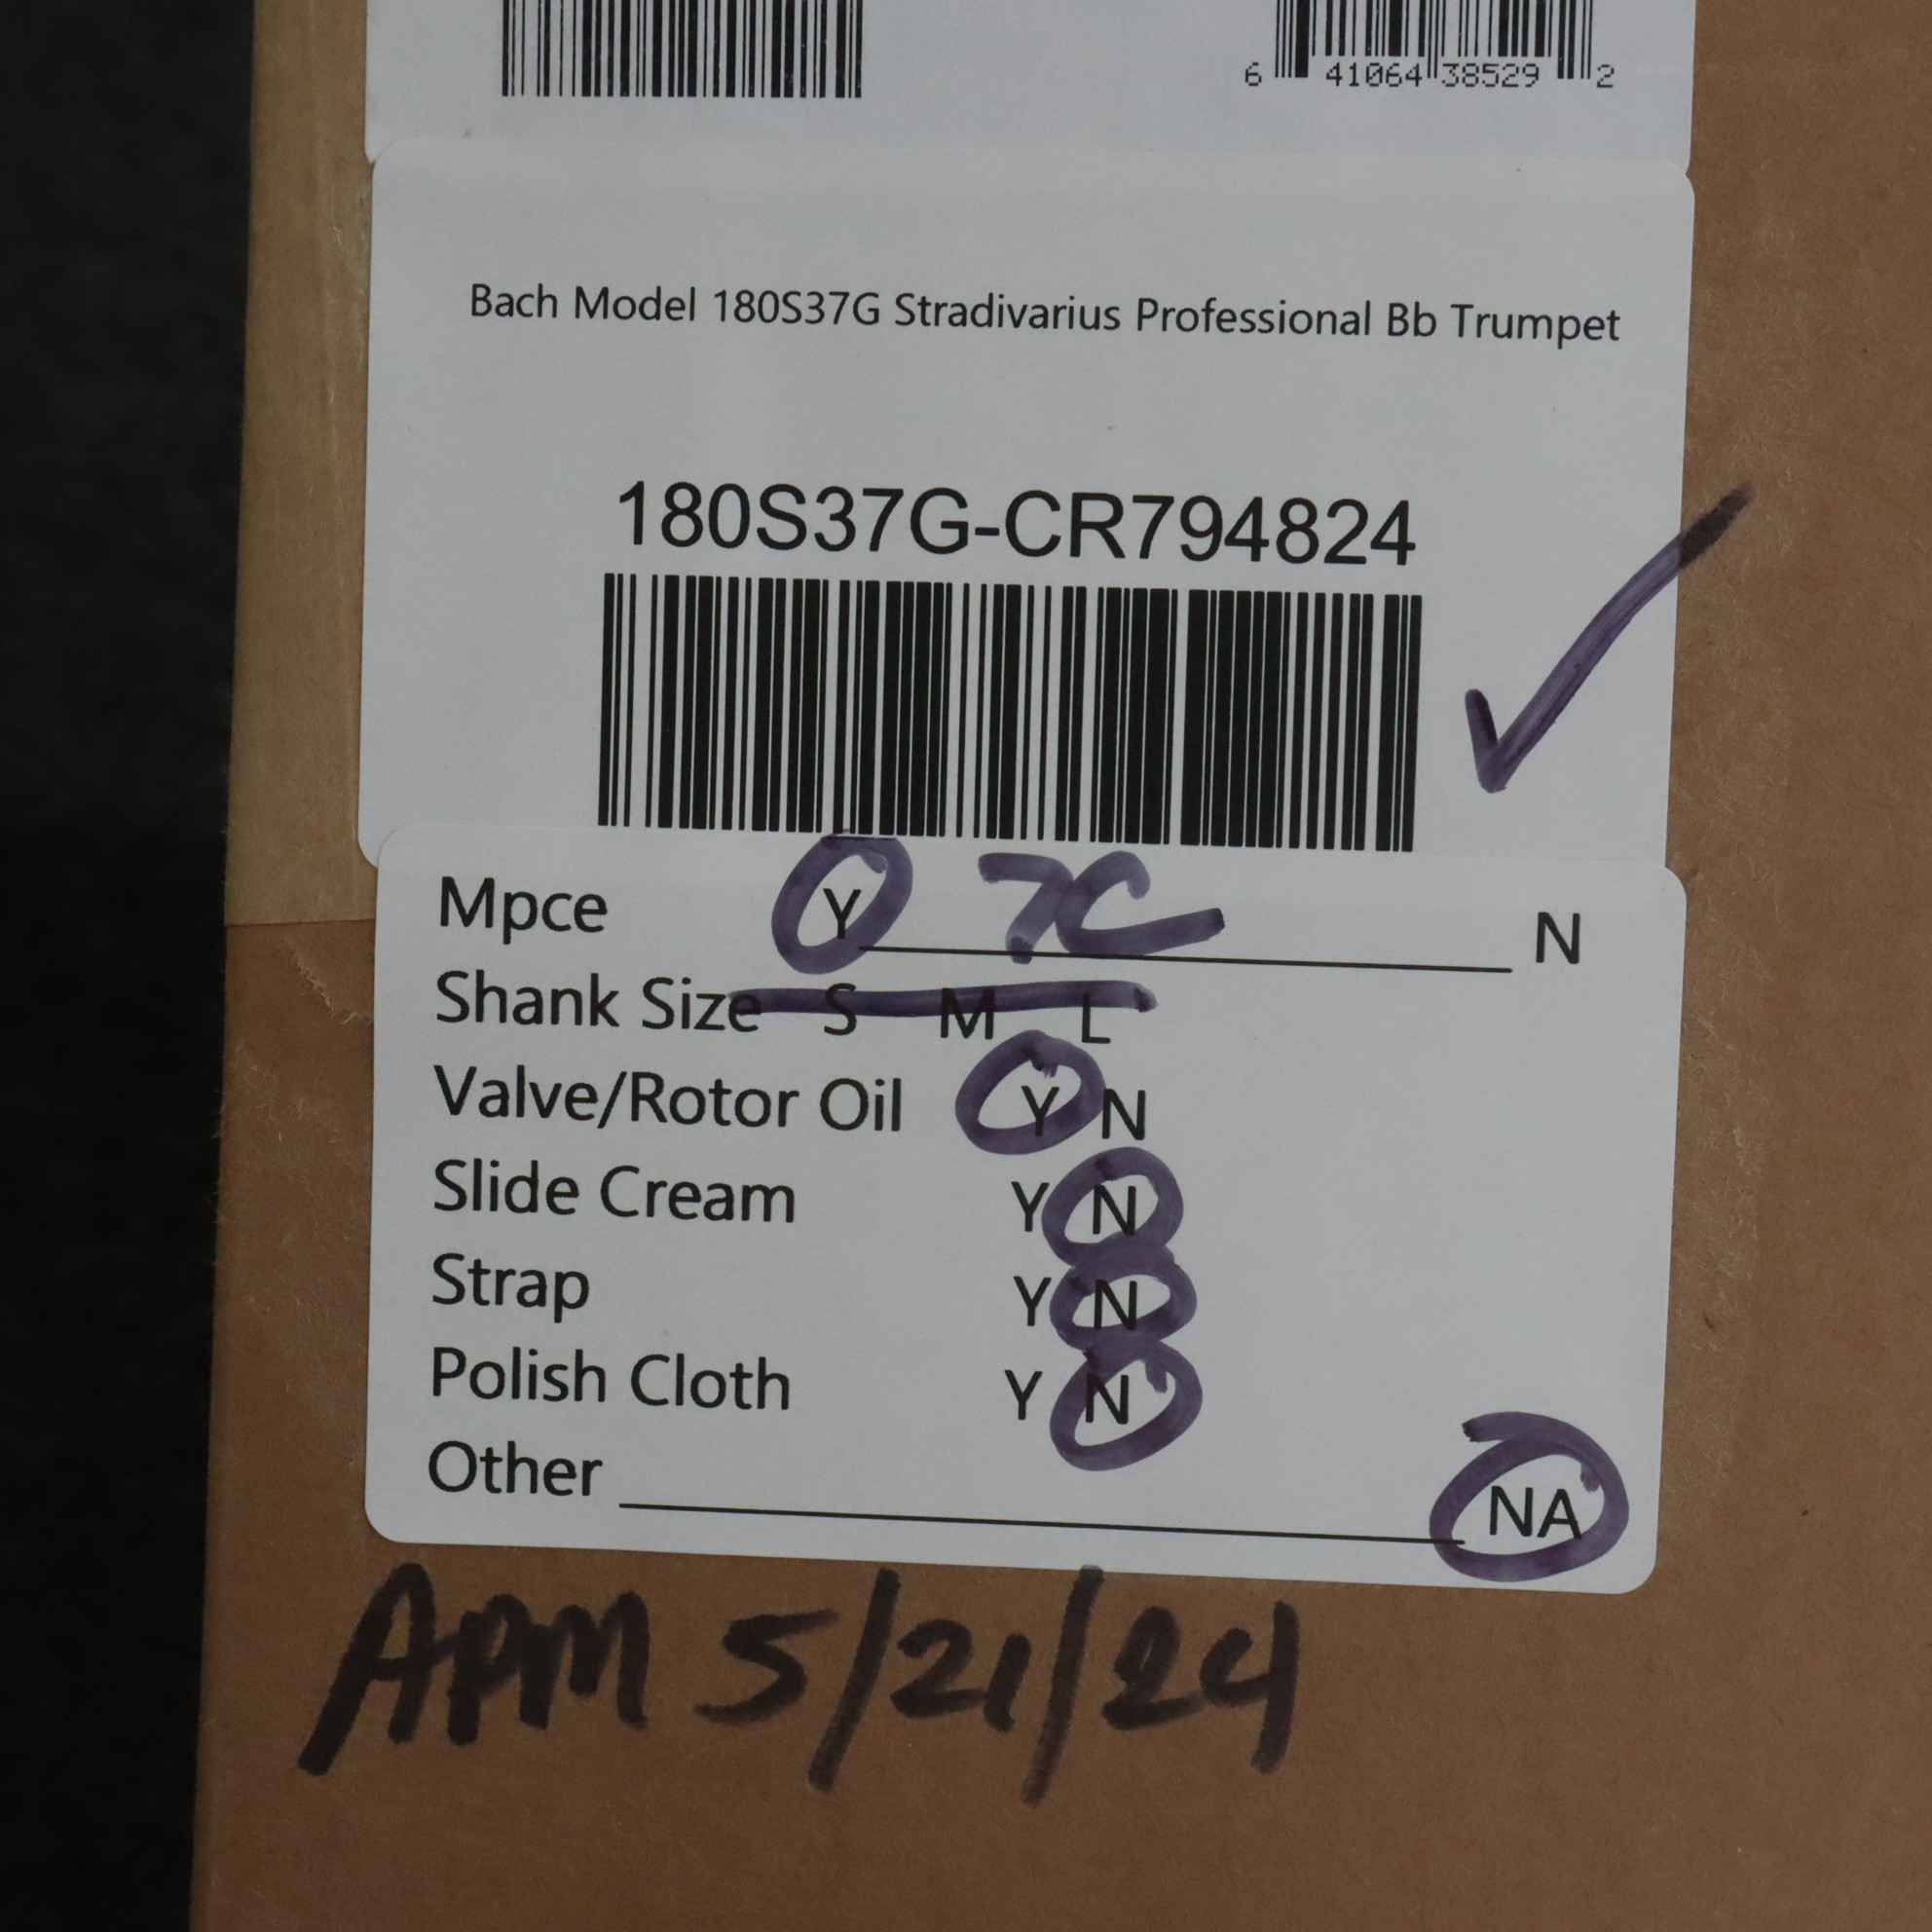 6 41064 38529 2
Bach Model 180S37G Stradivarius Professional Bb Trumpet
180S37G-CR794824
Mpce Y 7C N
Shank Size S M L
Valve/Rotor Oil Y N
Slide Cream Y N
Strap Y N
Polish Cloth Y N
Other NA
APM 5/21/24